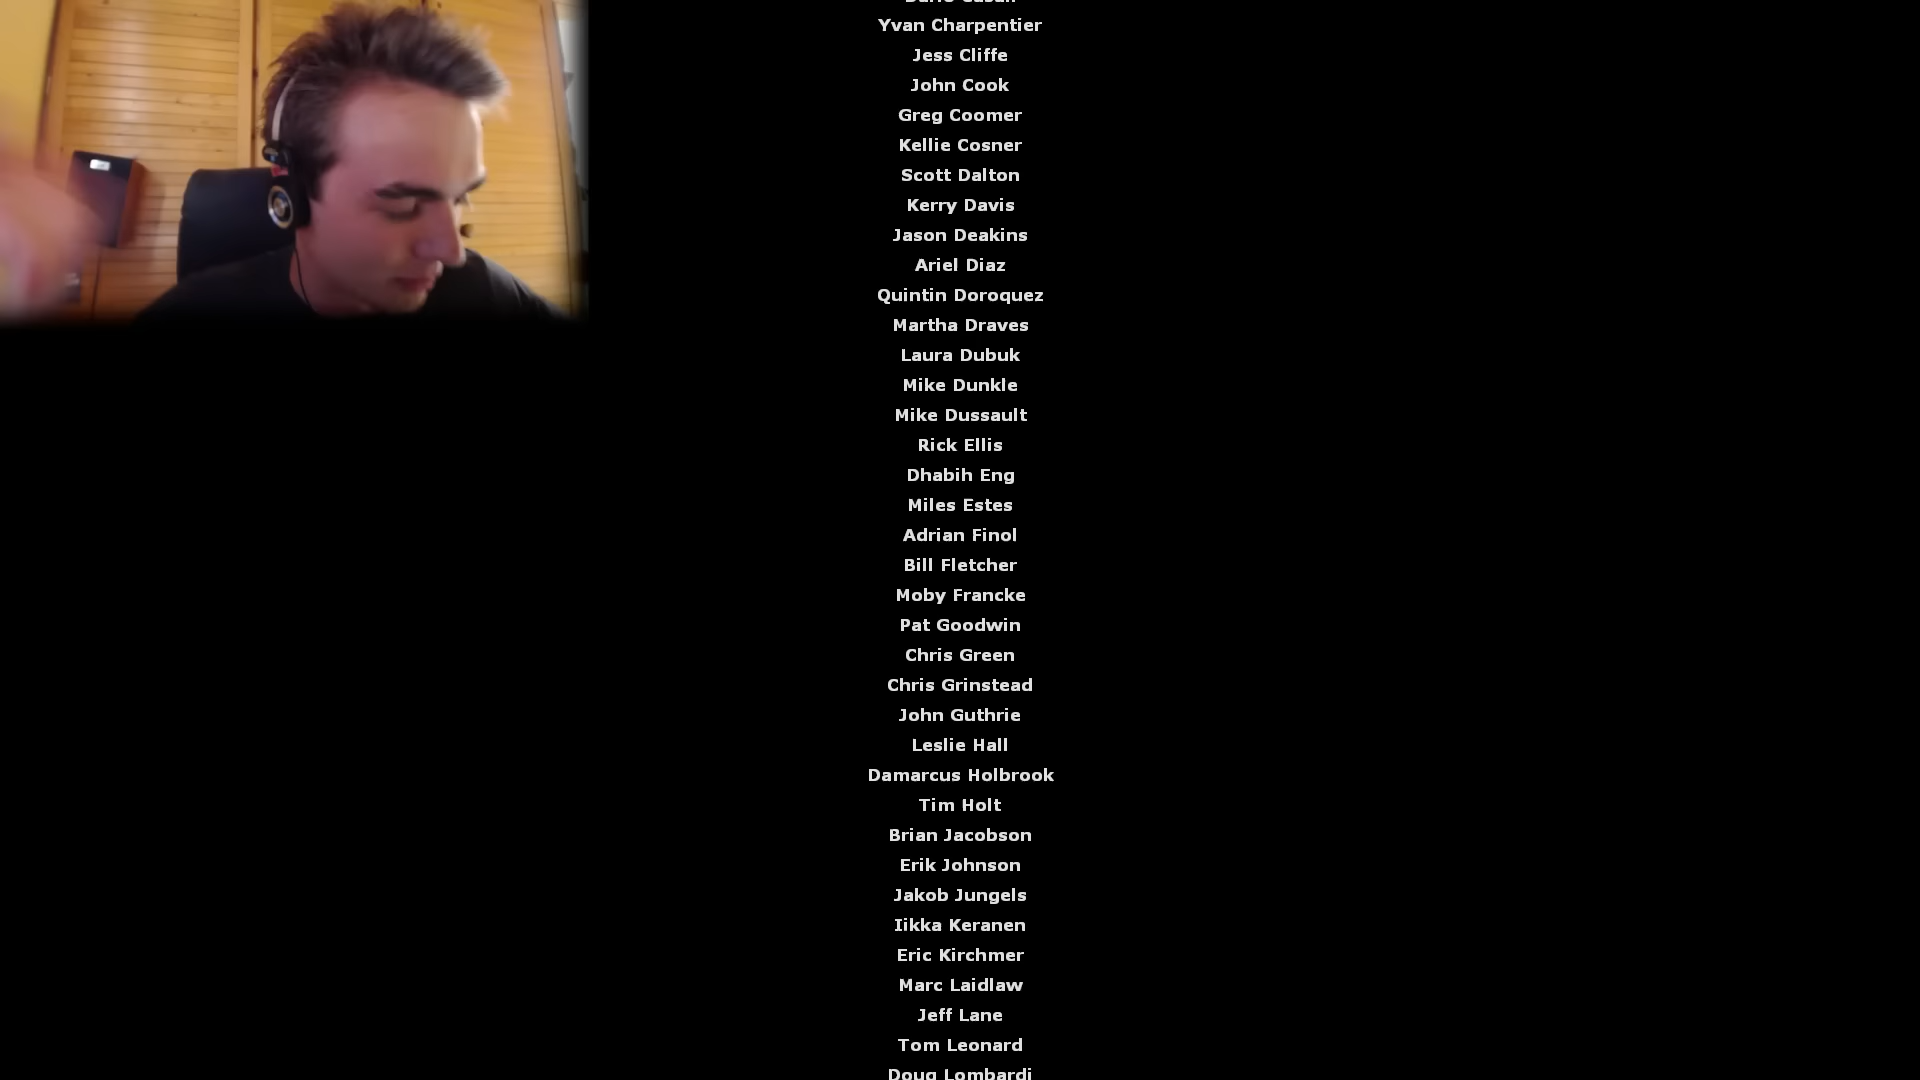 Yvan Charpentier
Jess Cliffe
John Cook
Greg Coomer
Kellie Cosner
Scott Dalton
Kerry Davis
Jason Deakins
Ariel Diaz
Quintin Doroquez
Martha Draves
Laura Dubuk
Mike Dunkle
Mike Dussault
Rick Ellis
Dhabih Eng
Miles Estes
Adrian Finol
Bill Fletcher
Moby Francke
Pat Goodwin
Chris Green
Chris Grinstead
John Guthrie
Leslie Hall
Damarcus Holbrook
Tim Holt
Brian Jacobson
Erik Johnson
Jakob Jungels
Iikka Keranen
Eric Kirchmer
Marc Laidlaw
Jeff Lane
Tom Leonard
Doug Lombardi